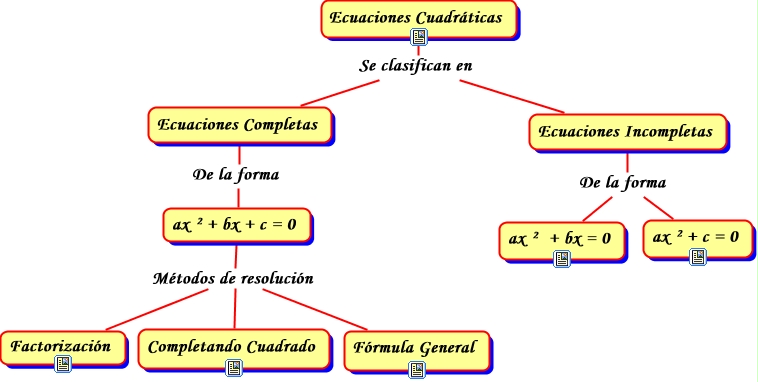 Ecuaciones Cuadráticas
Se clasifican en
Ecuaciones Completas
Ecuaciones Incompletas
De la forma
De la forma
ax ² + bx + c = 0
ax ² + bx = 0
ax ² + c = 0
Métodos de resolución
Factorización
Completando Cuadrado
Fórmula General